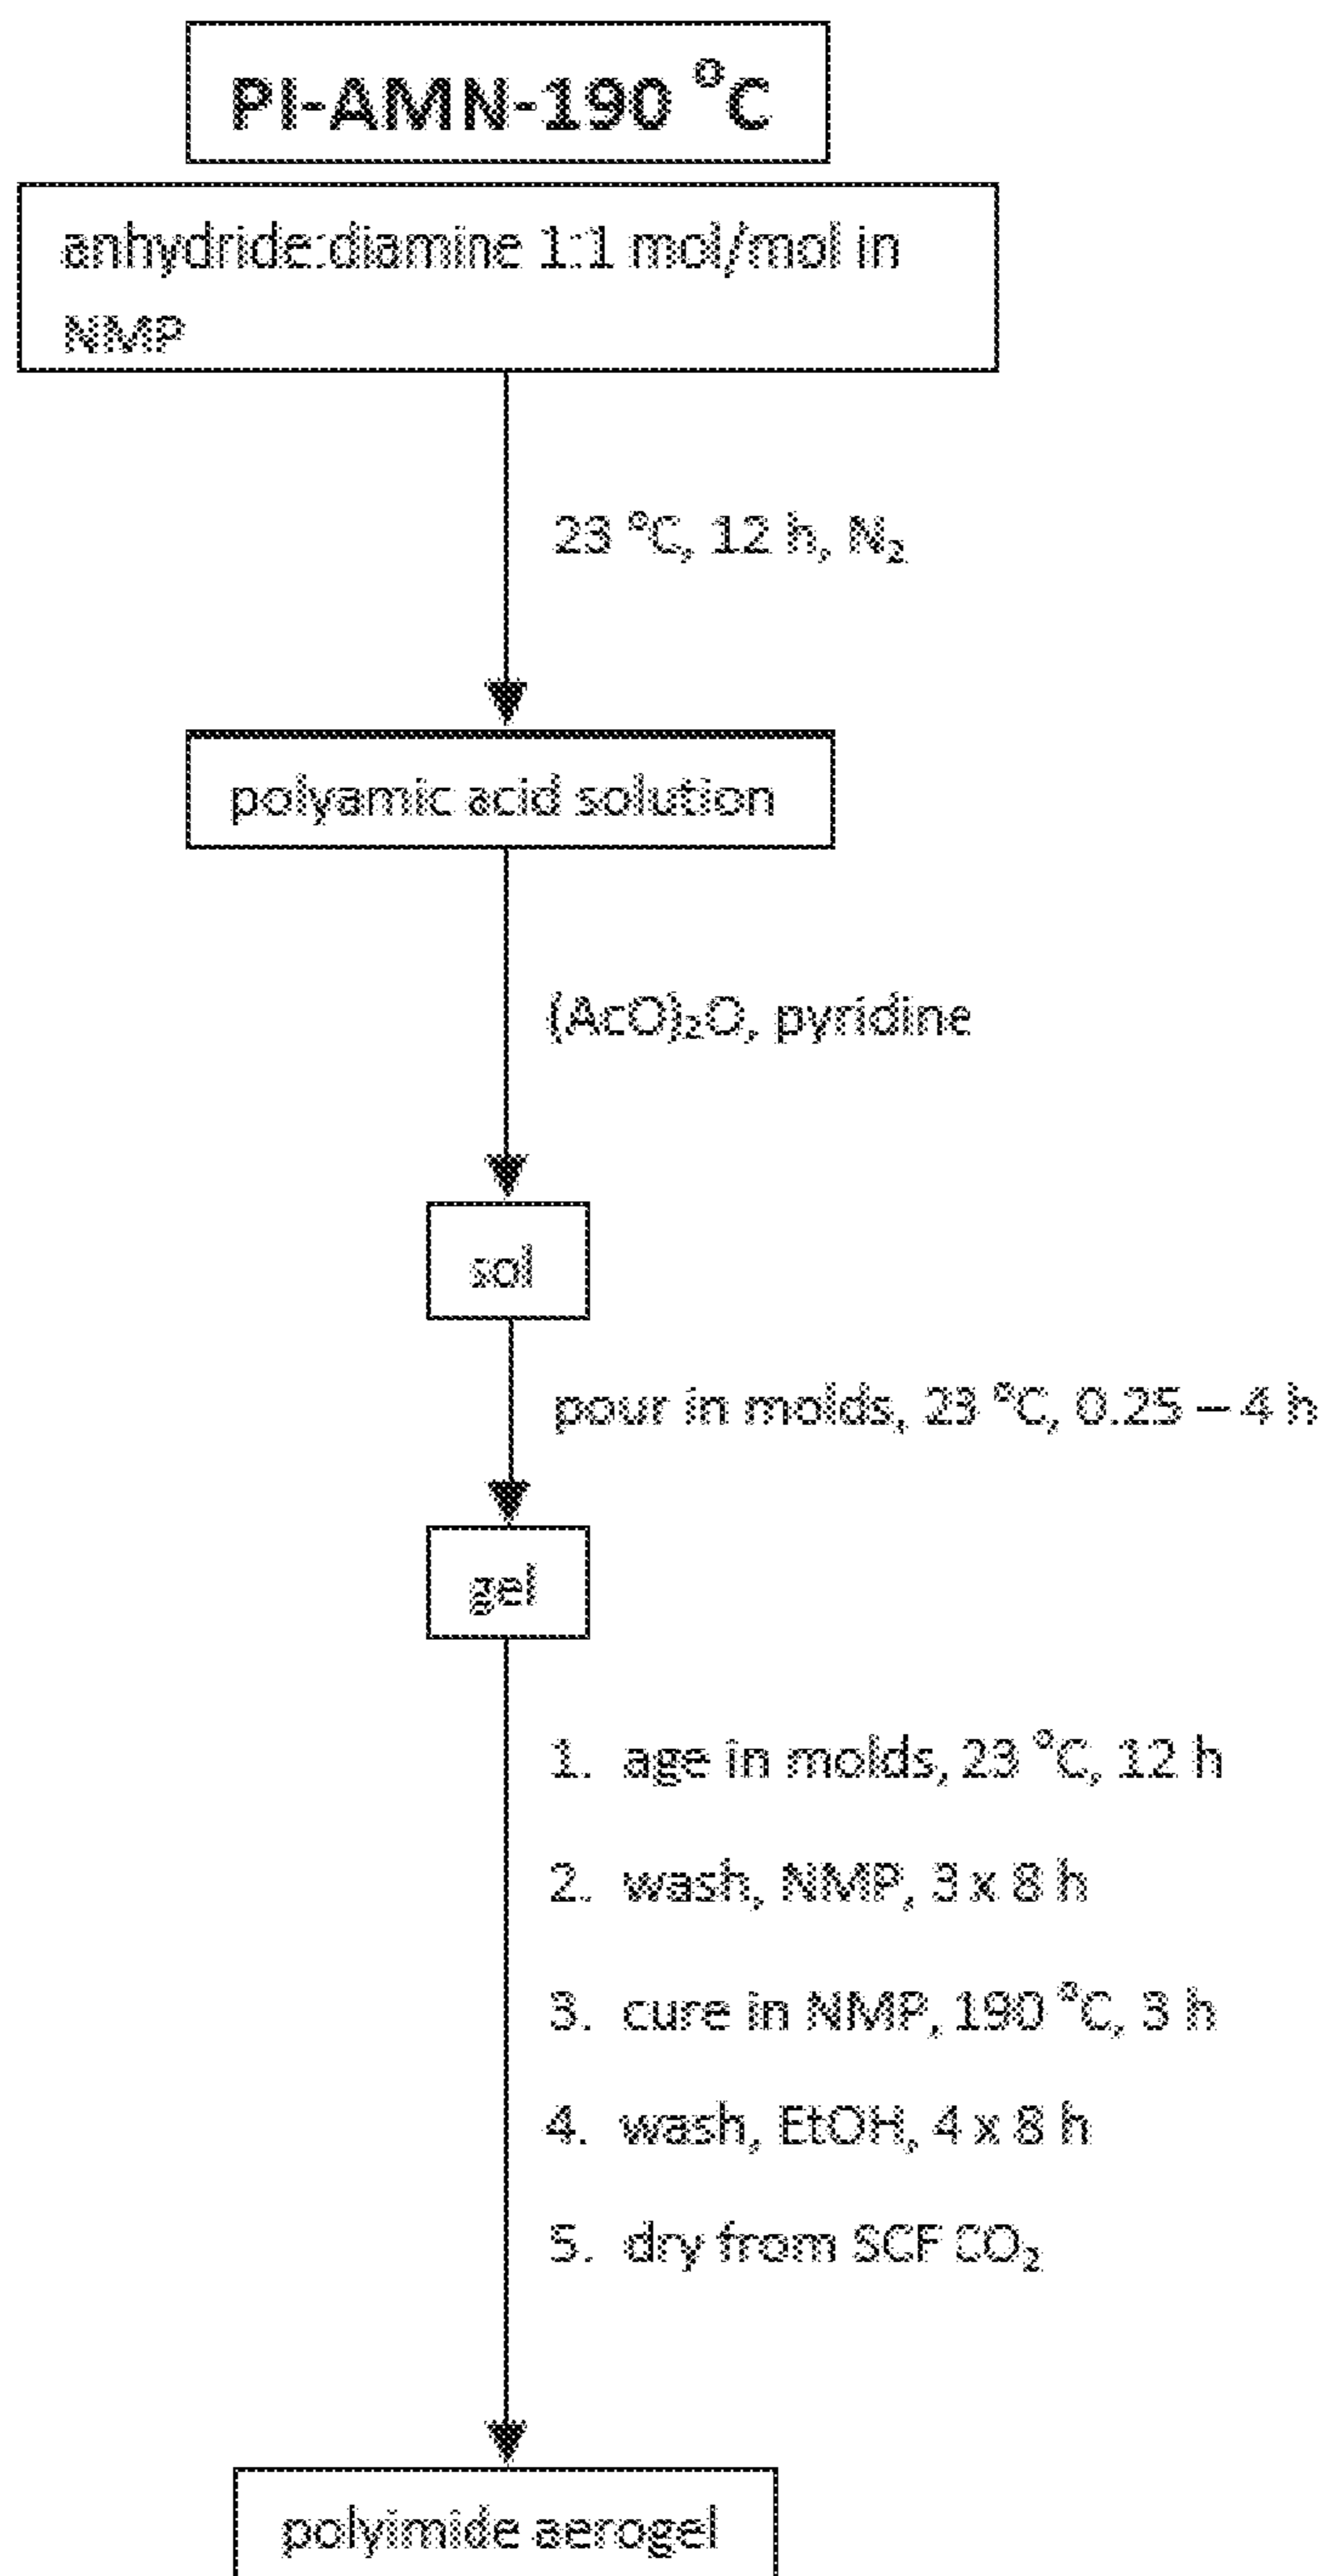 PI-AMN-190 °C
anhydride:diamine 1:1 mol/mol in
NMP
23 °C, 12 h, N₂
polyamic acid solution
(AcO)₂O, pyridine
sol
pour in molds, 23 °C, 0.25 – 4 h
gel
1. age in molds, 23 °C, 12 h
2. wash, NMP, 3 x 8 h
3. cure in NMP, 190 °C, 3 h
4. wash, EtOH, 4 x 8 h
5. dry from SCF CO₂
polyimide aerogel